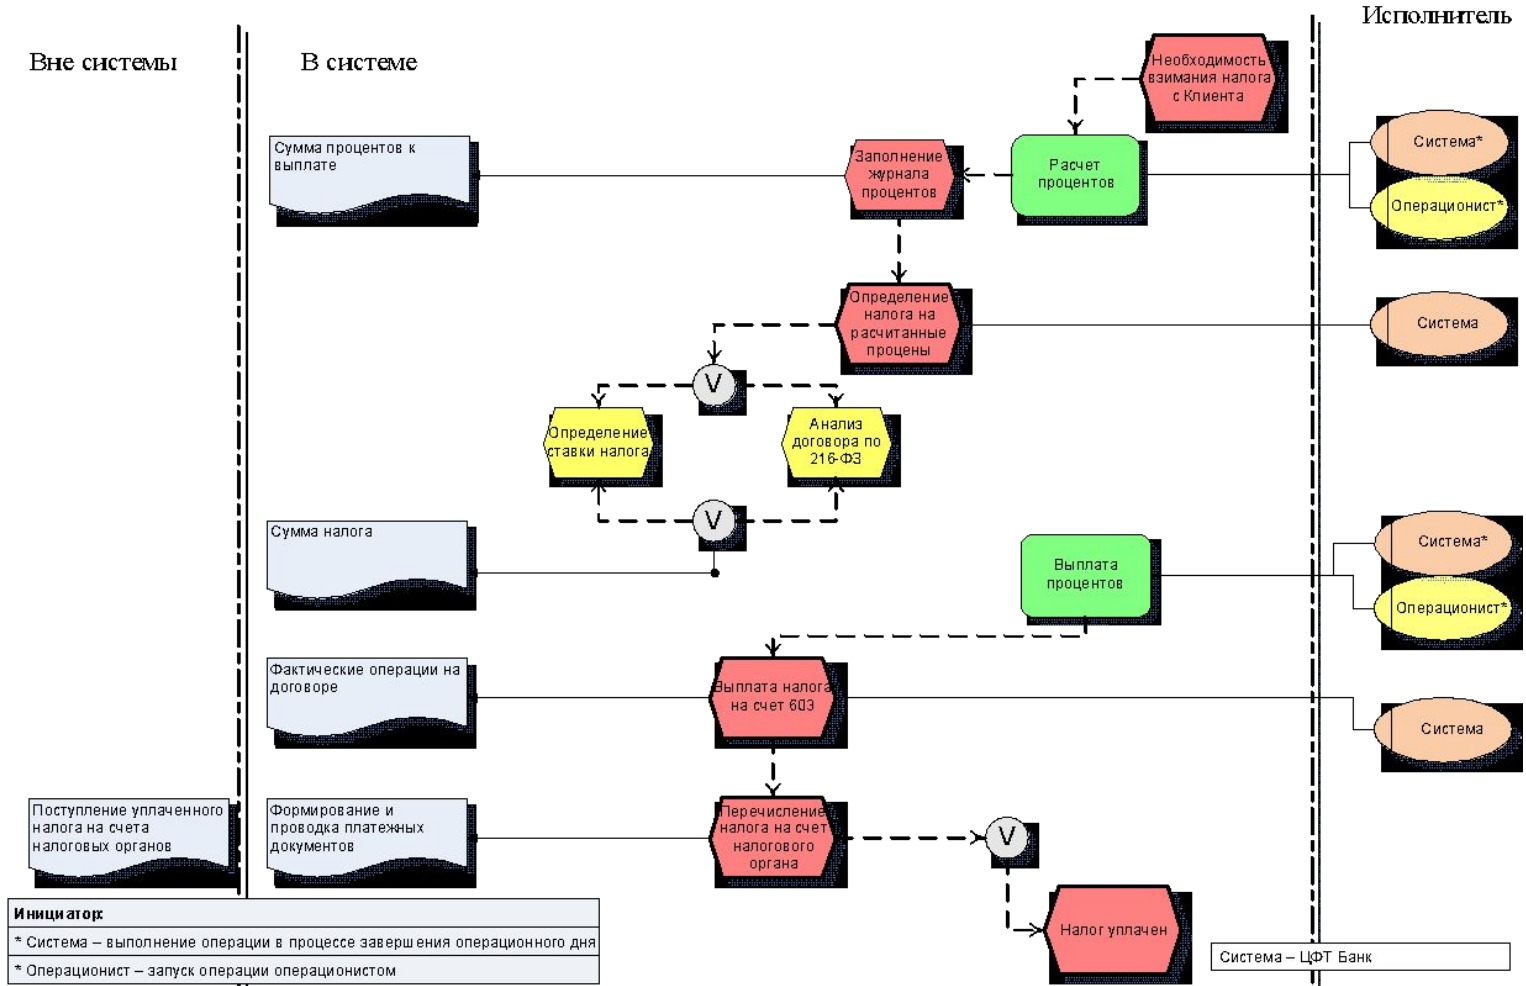 Исполнитель
Вне системы
В системе
Необходимость
взимания налога
с Клиента
Сумма процентов к
выплате
Заполнение
журнала
процентов
Расчет
процентов
Система*
Операционист*
Определение
налога на
расчитанные
процены
Система
V
Определение
ставки налога
Анализ
договора по
216-ФЗ
V
Сумма налога
Выплата
процентов
Система*
Операционист*
Фактические операции на
договоре
Выплата налога
на счет 603
Система
Поступление уплаченного
налога на счета
налоговых органов
Формирование и
проводка платежных
документов
Перечисление
налога на счет
налогового
органа
V
Налог уплачен
Инициатор:
* Система – выполнение операции в процессе завершения операционного дня
* Операционист – запуск операции операционистом
Система – ЦФТ Банк